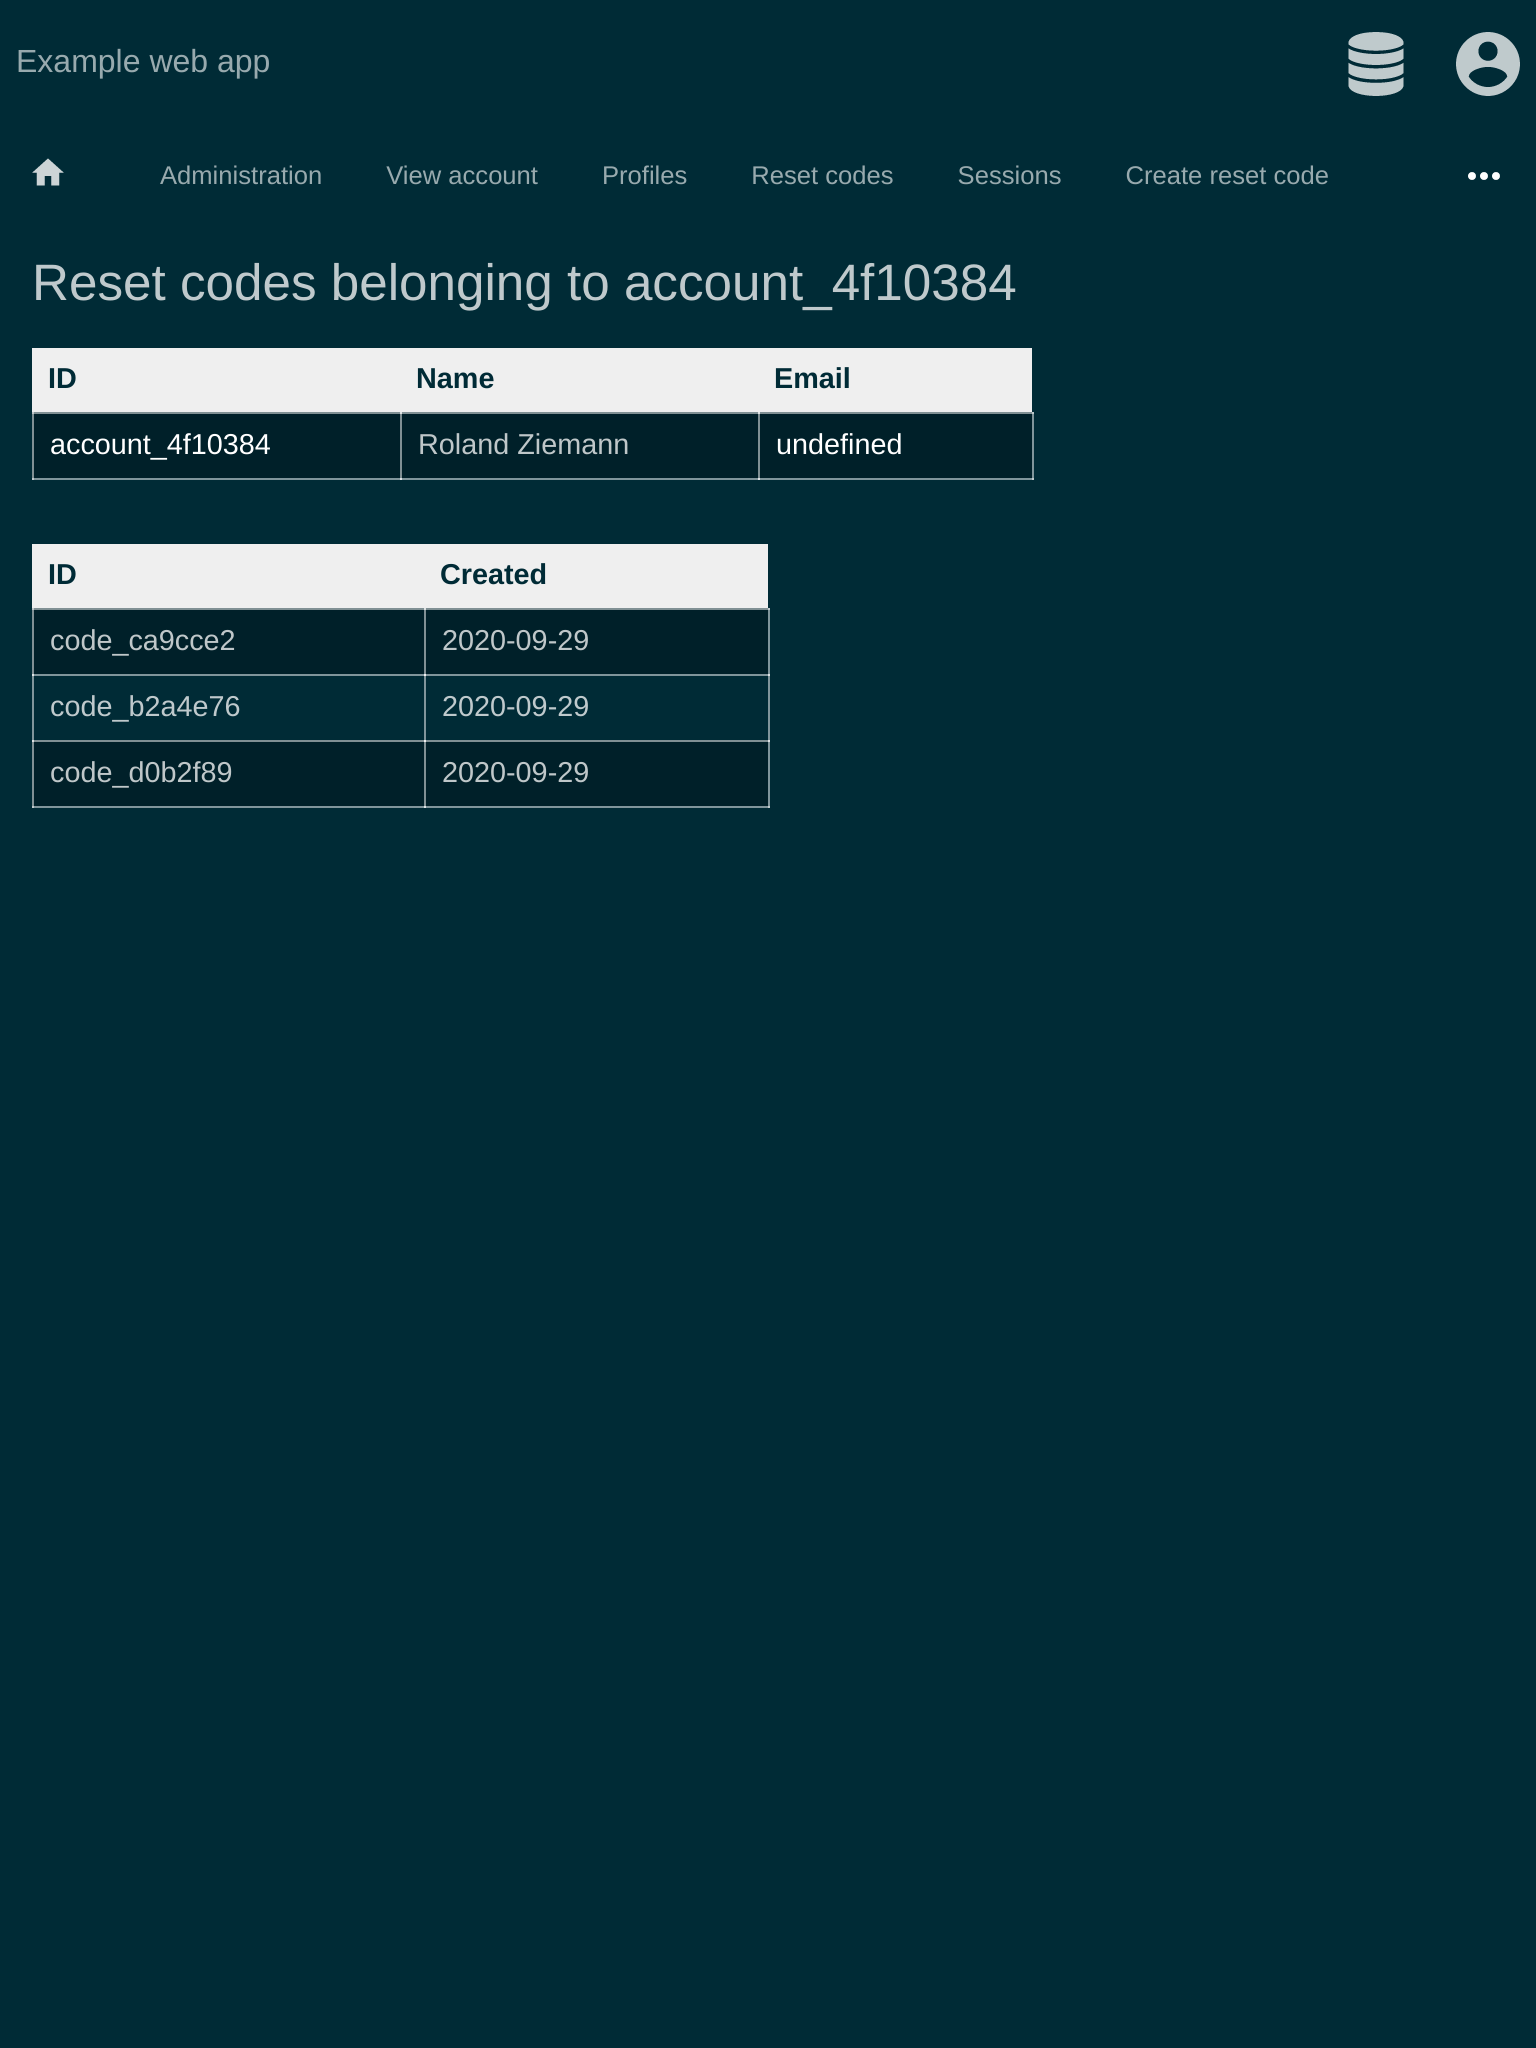 Example web app
Administration View account Profiles Reset codes Sessions Create reset code
Reset codes belonging to account_4f10384
ID Name Email
account_4f10384 Roland Ziemann undefined
ID Created
code_ca9cce2 2020-09-29
code_b2a4e76 2020-09-29
code_d0b2f89 2020-09-29